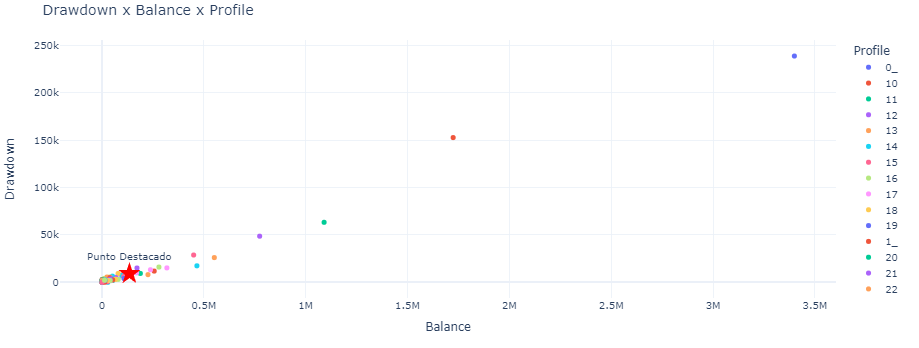 Drawdown x Balance x Profile
250k
200k
150k
100k
50k
0
Drawdown
Punto Destacado
0
0.5M
1M
1.5M
2M
2.5M
3M
3.5M
Balance
Profile
0_
10
11
12
13
14
15
16
17
18
19
1_
20
21
22